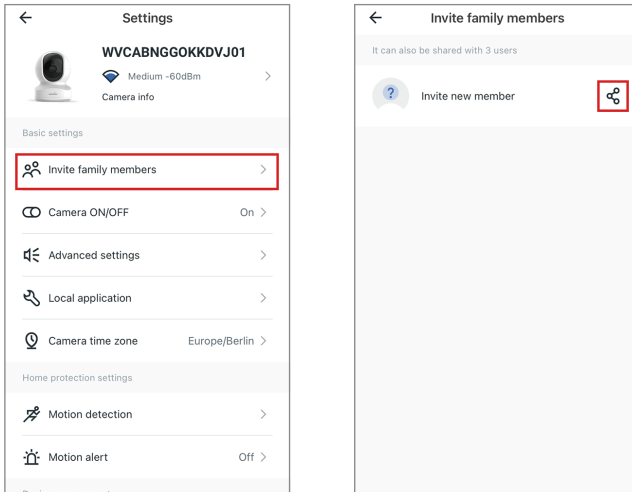 Settings
WVCABNGGOKKDVJ01
Medium -60dBm
Camera info
Basic settings
Invite family members
Camera ON/OFF On
Advanced settings
Local application
Camera time zone Europe/Berlin
Home protection settings
Motion detection
Motion alert Off
Invite family members
It can also be shared with 3 users
?
Invite new member